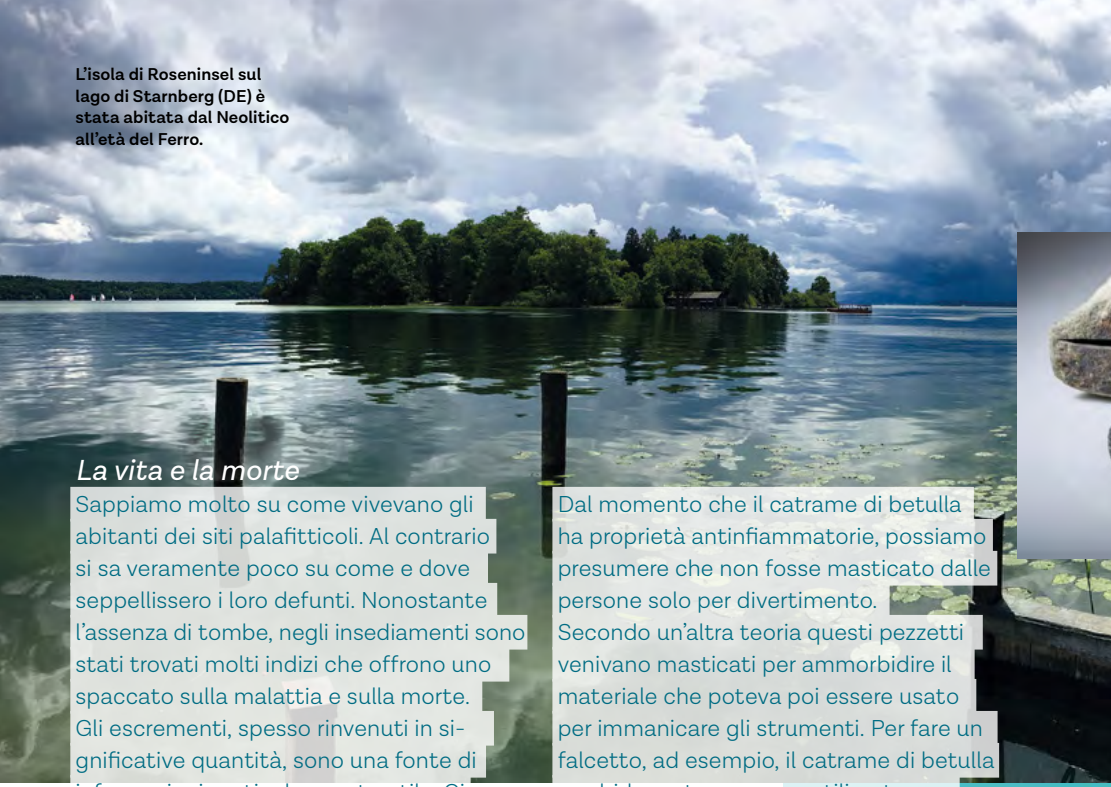 L'isola di Roseninsel sul
lago di Starnberg (DE) è
stata abitata dal Neolitico
all'età del Ferro.
La vita e la morte
Sappiamo molto su come vivevano gli
abitanti dei siti palafitticoli. Al contrario
si sa veramente poco su come e dove
seppellissero i loro defunti. Nonostante
l'assenza di tombe, negli insediamenti sono
stati trovati molti indizi che offrono uno
spaccato sulla malattia e sulla morte.
Gli escrementi, spesso rinvenuti in si-
gnificative quantità, sono una fonte di
Dal momento che il catrame di betulla
ha proprietà antinfiammatorie, possiamo
presumere che non fosse masticato dalle
persone solo per divertimento.
Secondo un'altra teoria questi pezzetti
venivano masticati per ammorbidire il
materiale che poteva poi essere usato
per immanicare gli strumenti. Per fare un
falcetto, ad esempio, il catrame di betulla